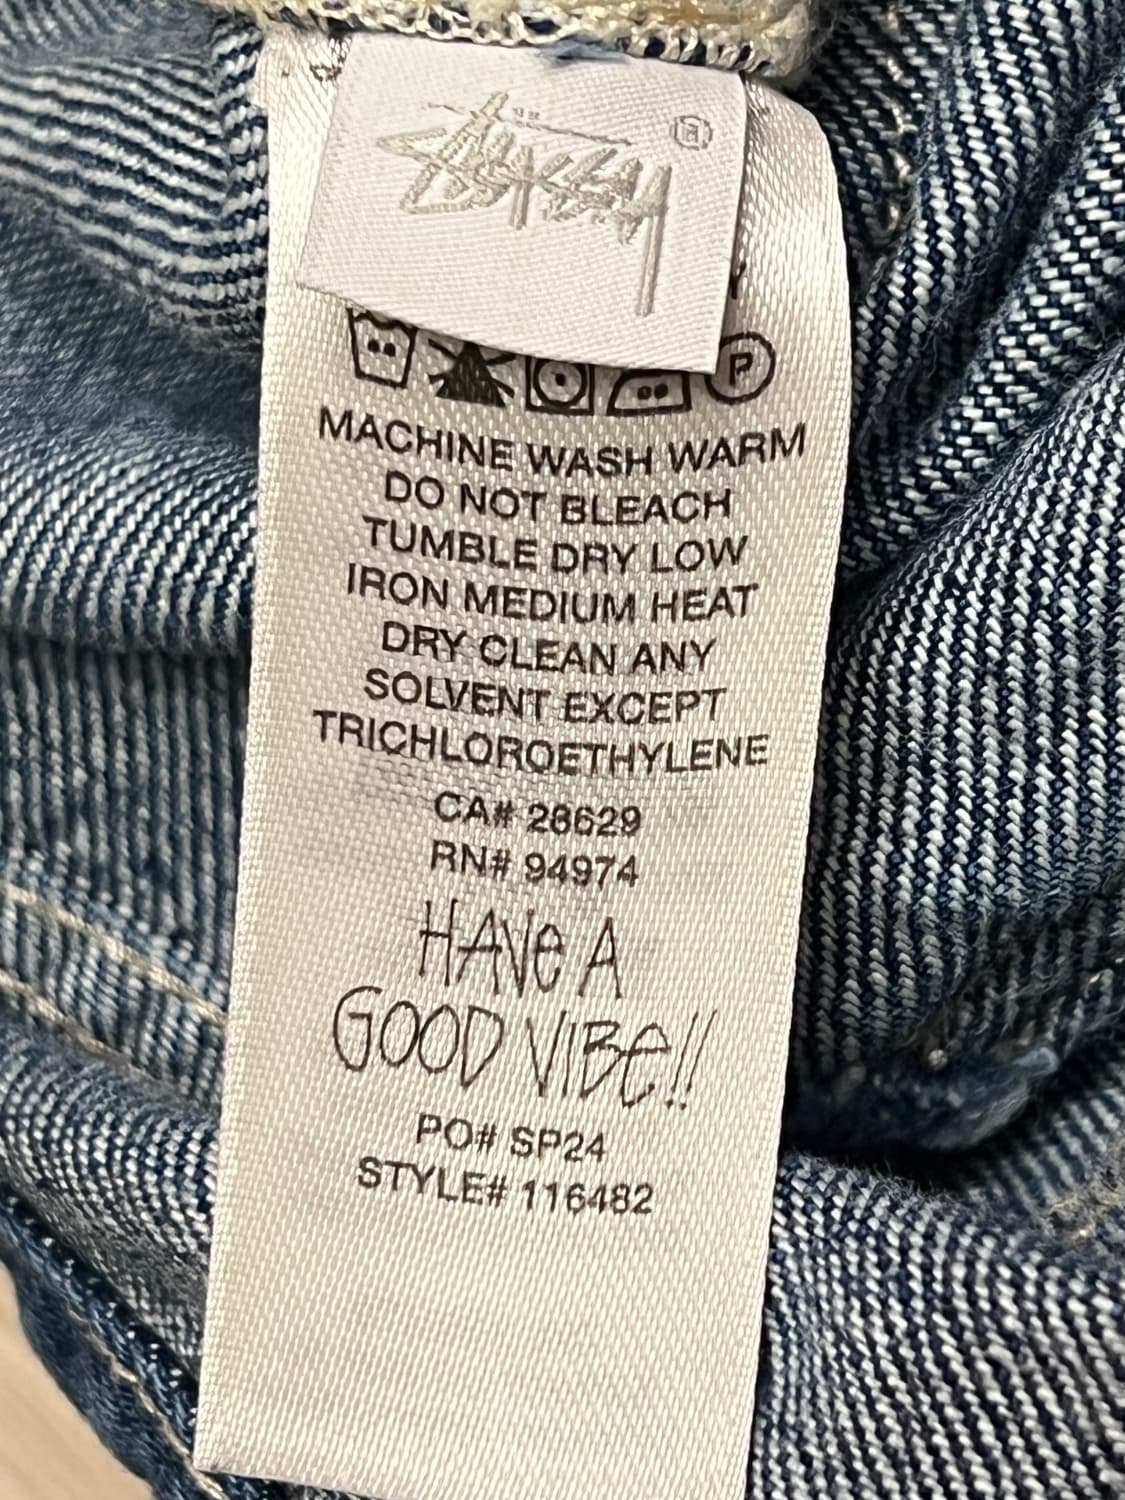 Stüssy ®
P
MACHINE WASH WARM
DO NOT BLEACH
TUMBLE DRY LOW
IRON MEDIUM HEAT
DRY CLEAN ANY
SOLVENT EXCEPT
TRICHLOROETHYLENE
CA# 28629
RN# 94974
HAVe A
GOOD VIBe!!
PO# SP24
STYLE# 116482